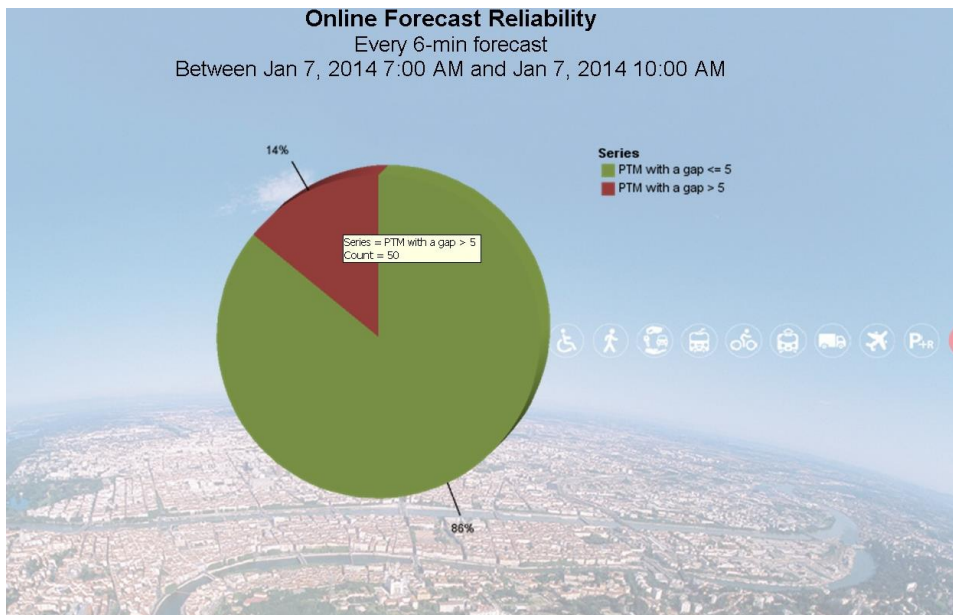 Online Forecast Reliability
Every 6-min forecast
Between Jan 7, 2014 7:00 AM and Jan 7, 2014 10:00 AM
14%
Series
PTM with a gap <= 5
PTM with a gap > 5
Series = PTM with a gap > 5
Count = 50
P+R
86%